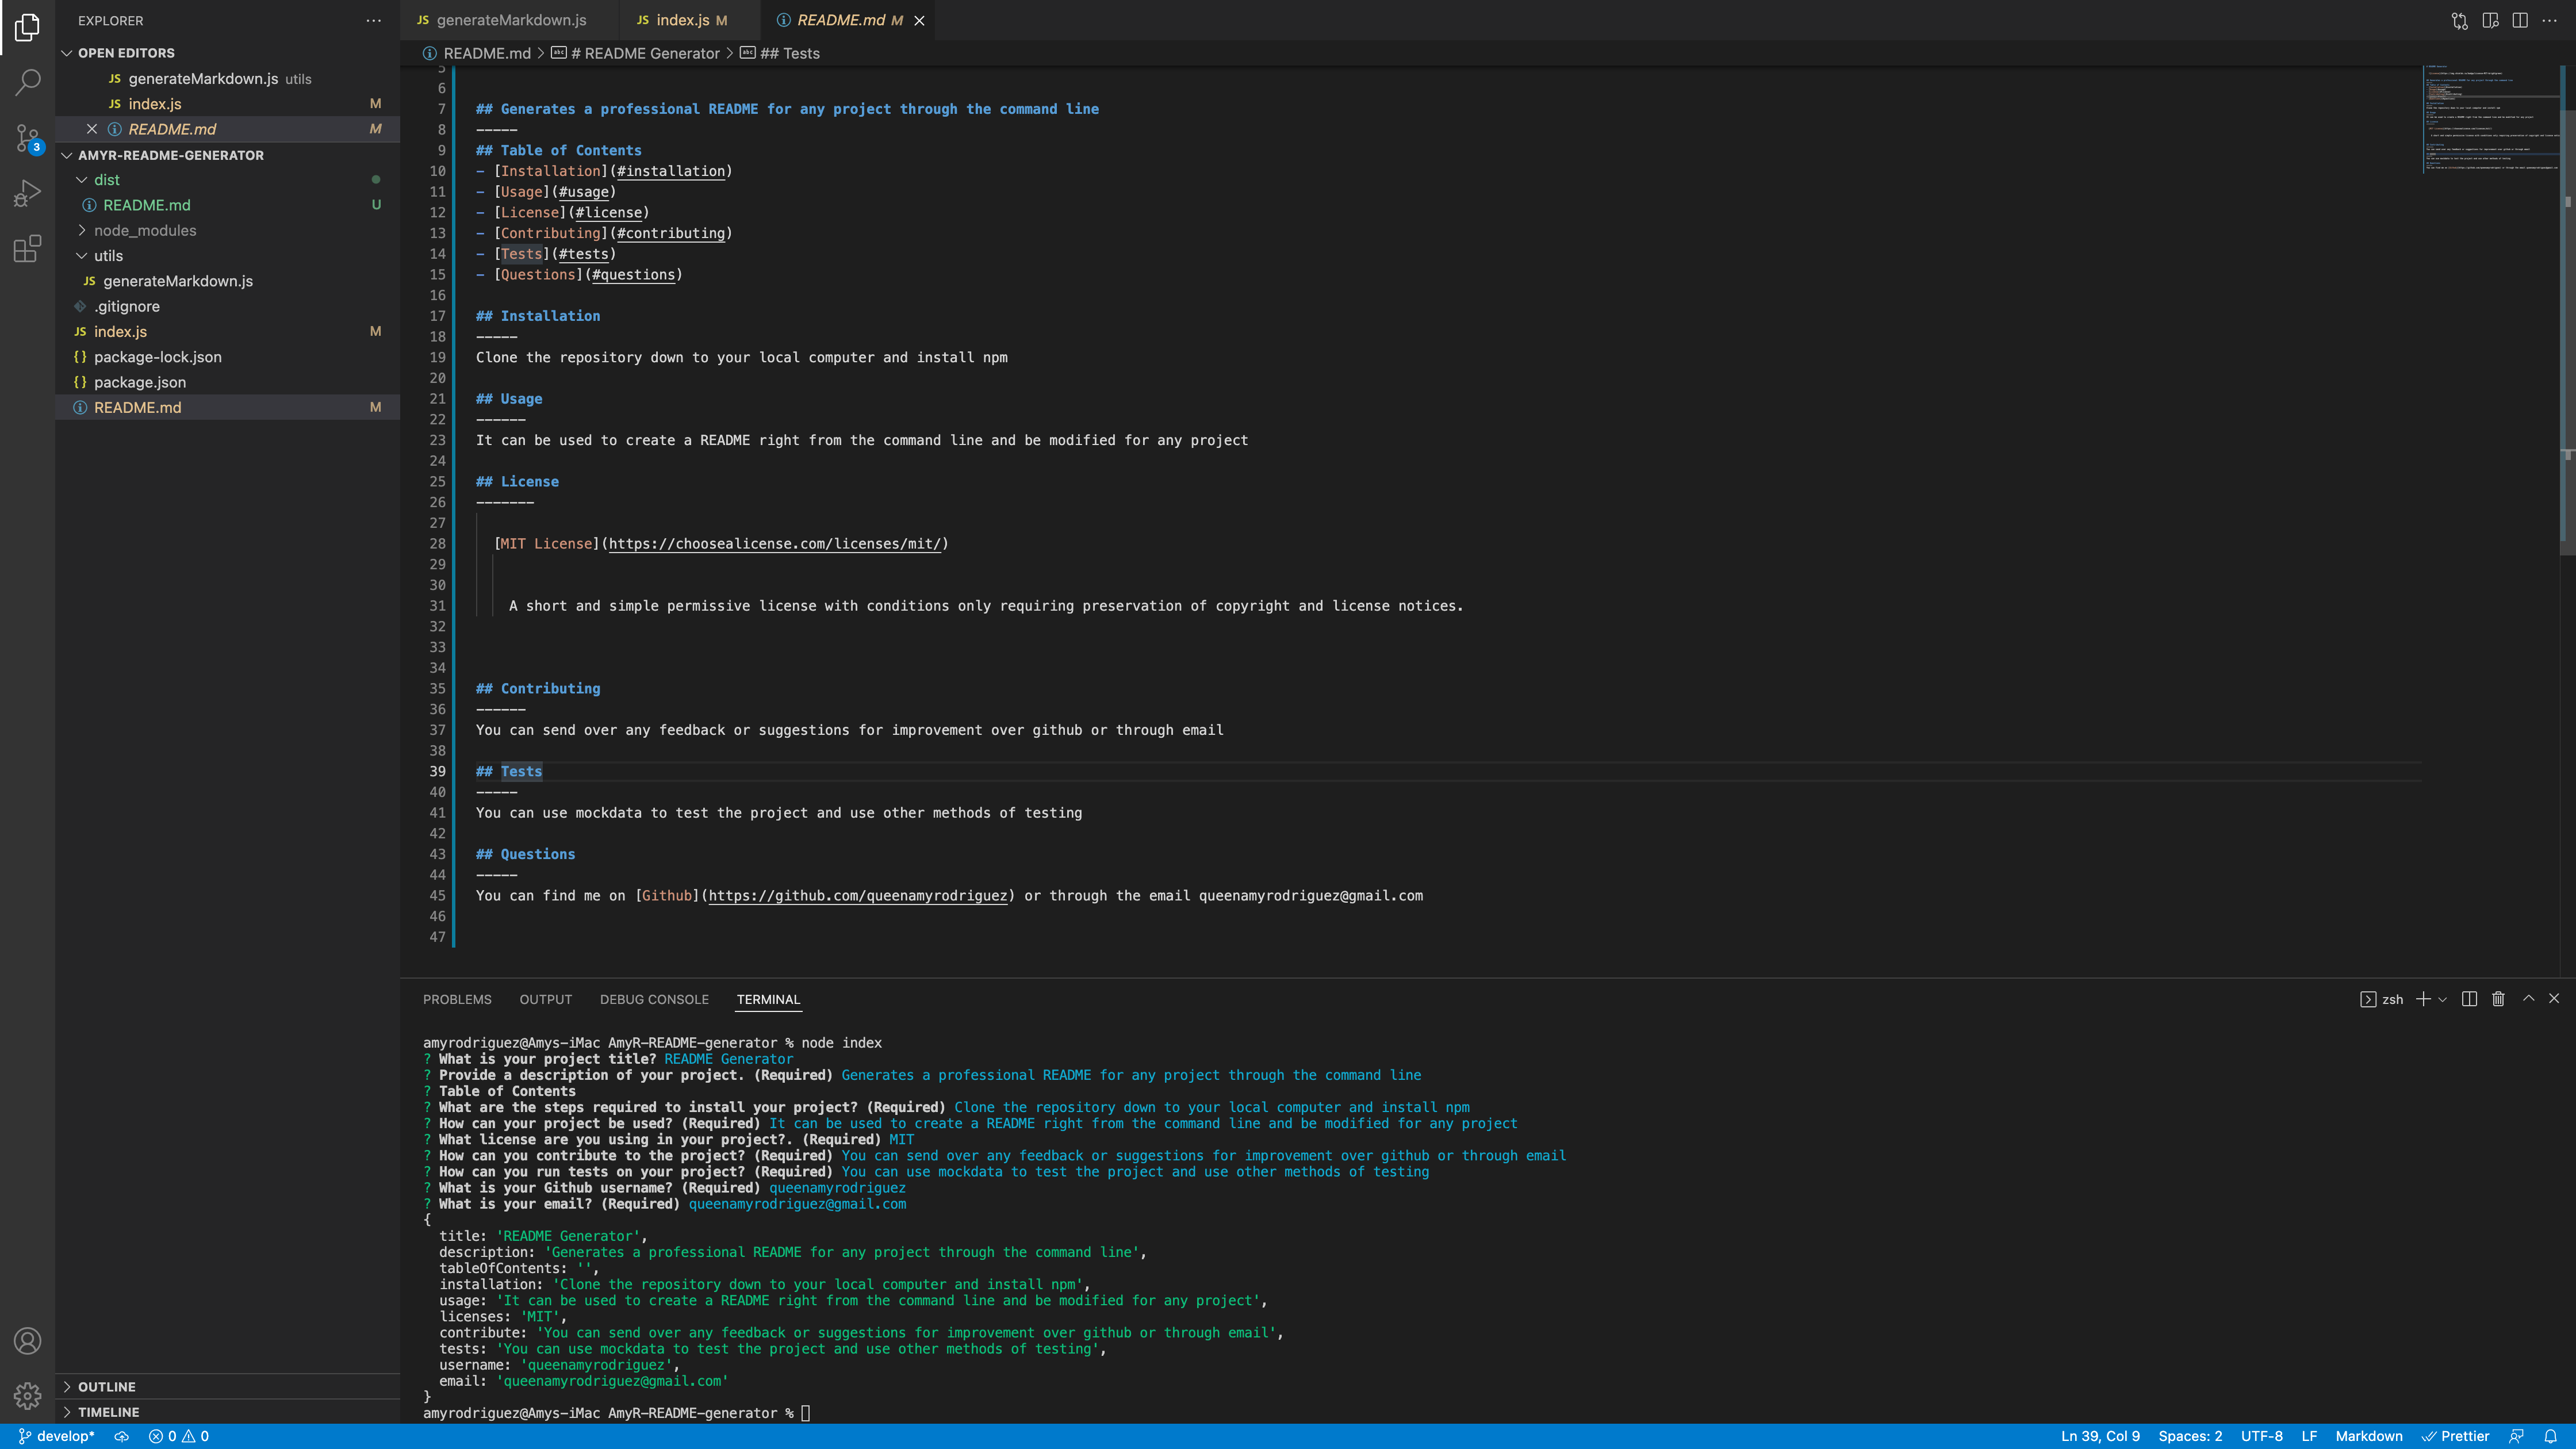 EXPLORER
OPEN EDITORS
JS generateMarkdown.js utils
JS index.js M
README.md M
AMYR-README-GENERATOR
dist
README.md U
node_modules
utils
JS generateMarkdown.js
.gitignore
JS index.js M
{} package-lock.json
{} package.json
README.md M
OUTLINE
TIMELINE
3
JS generateMarkdown.js JS index.js M README.md M
README.md > # README Generator > ## Tests
5
6
7 ## Generates a professional README for any project through the command line
8 -----
9 ## Table of Contents
10 - [Installation](#installation)
11 - [Usage](#usage)
12 - [License](#license)
13 - [Contributing](#contributing)
14 - [Tests](#tests)
15 - [Questions](#questions)
16
17 ## Installation
18 -----
19 Clone the repository down to your local computer and install npm
20
21 ## Usage
22 ------
23 It can be used to create a README right from the command line and be modified for any project
24
25 ## License
26 -------
27
28 [MIT License](https://choosealicense.com/licenses/mit/)
29
30
31 A short and simple permissive license with conditions only requiring preservation of copyright and license notices.
32
33
34
35 ## Contributing
36 ------
37 You can send over any feedback or suggestions for improvement over github or through email
38
39 ## Tests
40 -----
41 You can use mockdata to test the project and use other methods of testing
42
43 ## Questions
44 -----
45 You can find me on [Github](https://github.com/queenamyrodriguez) or through the email queenamyrodriguez@gmail.com
46
47
PROBLEMS OUTPUT DEBUG CONSOLE TERMINAL zsh
amyrodriguez@Amys-iMac AmyR-README-generator % node index
? What is your project title? README Generator
? Provide a description of your project. (Required) Generates a professional README for any project through the command line
? Table of Contents
? What are the steps required to install your project? (Required) Clone the repository down to your local computer and install npm
? How can your project be used? (Required) It can be used to create a README right from the command line and be modified for any project
? What license are you using in your project?. (Required) MIT
? How can you contribute to the project? (Required) You can send over any feedback or suggestions for improvement over github or through email
? How can you run tests on your project? (Required) You can use mockdata to test the project and use other methods of testing
? What is your Github username? (Required) queenamyrodriguez
? What is your email? (Required) queenamyrodriguez@gmail.com
{
title: 'README Generator',
description: 'Generates a professional README for any project through the command line',
tableOfContents: '',
installation: 'Clone the repository down to your local computer and install npm',
usage: 'It can be used to create a README right from the command line and be modified for any project',
licenses: 'MIT',
contribute: 'You can send over any feedback or suggestions for improvement over github or through email',
tests: 'You can use mockdata to test the project and use other methods of testing',
username: 'queenamyrodriguez',
email: 'queenamyrodriguez@gmail.com'
}
amyrodriguez@Amys-iMac AmyR-README-generator %
develop* 0 0 Ln 39, Col 9 Spaces: 2 UTF-8 LF Markdown Prettier